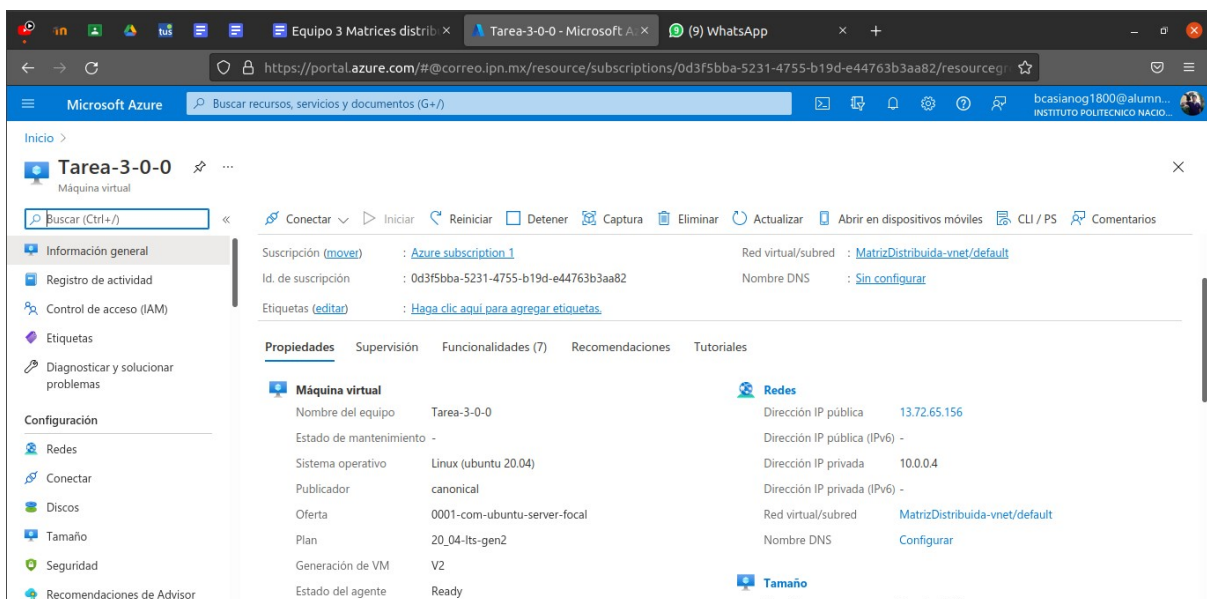 in
tuš
Equipo 3 Matrices distrib
Tarea-3-0-0 - Microsoft A
(9) WhatsApp
https://portal.azure.com/#@correo.ipn.mx/resource/subscriptions/0d3f5bba-5231-4755-b19d-e44763b3aa82/resourcegr
Microsoft Azure
Buscar recursos, servicios y documentos (G+/)
bcasianog1800@alumn...
INSTITUTO POLITECNICO NACIO...
Inicio >
Tarea-3-0-0 ...
Máquina virtual
Buscar (Ctrl+/) «
Conectar Iniciar Reiniciar Detener Captura Eliminar Actualizar Abrir en dispositivos móviles CLI / PS Comentarios
Información general
Registro de actividad
Control de acceso (IAM)
Etiquetas
Diagnosticar y solucionar
problemas
Configuración
Redes
Conectar
Discos
Tamaño
Seguridad
Recomendaciones de Advisor
Suscripción (mover) : Azure subscription 1
Id. de suscripción : 0d3f5bba-5231-4755-b19d-e44763b3aa82
Etiquetas (editar) : Haga clic aquí para agregar etiquetas.
Red virtual/subred : MatrizDistribuida-vnet/default
Nombre DNS : Sin configurar
Propiedades Supervisión Funcionalidades (7) Recomendaciones Tutoriales
Máquina virtual
Nombre del equipo Tarea-3-0-0
Estado de mantenimiento -
Sistema operativo Linux (ubuntu 20.04)
Publicador canonical
Oferta 0001-com-ubuntu-server-focal
Plan 20_04-lts-gen2
Generación de VM V2
Estado del agente Ready
Redes
Dirección IP pública 13.72.65.156
Dirección IP pública (IPv6) -
Dirección IP privada 10.0.0.4
Dirección IP privada (IPv6) -
Red virtual/subred MatrizDistribuida-vnet/default
Nombre DNS Configurar
Tamaño